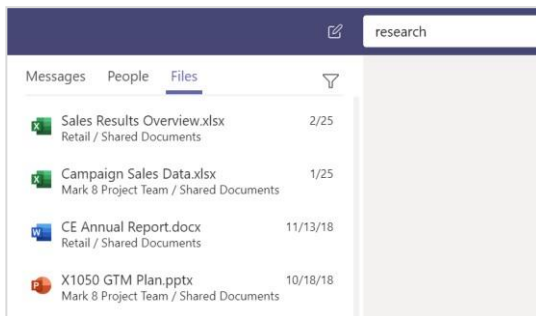 research
Messages People Files
Sales Results Overview.xlsx 2/25
Retail / Shared Documents
Campaign Sales Data.xlsx 1/25
Mark 8 Project Team / Shared Documents
CE Annual Report.docx 11/13/18
Retail / Shared Documents
X1050 GTM Plan.pptx 10/18/18
Mark 8 Project Team / Shared Documents